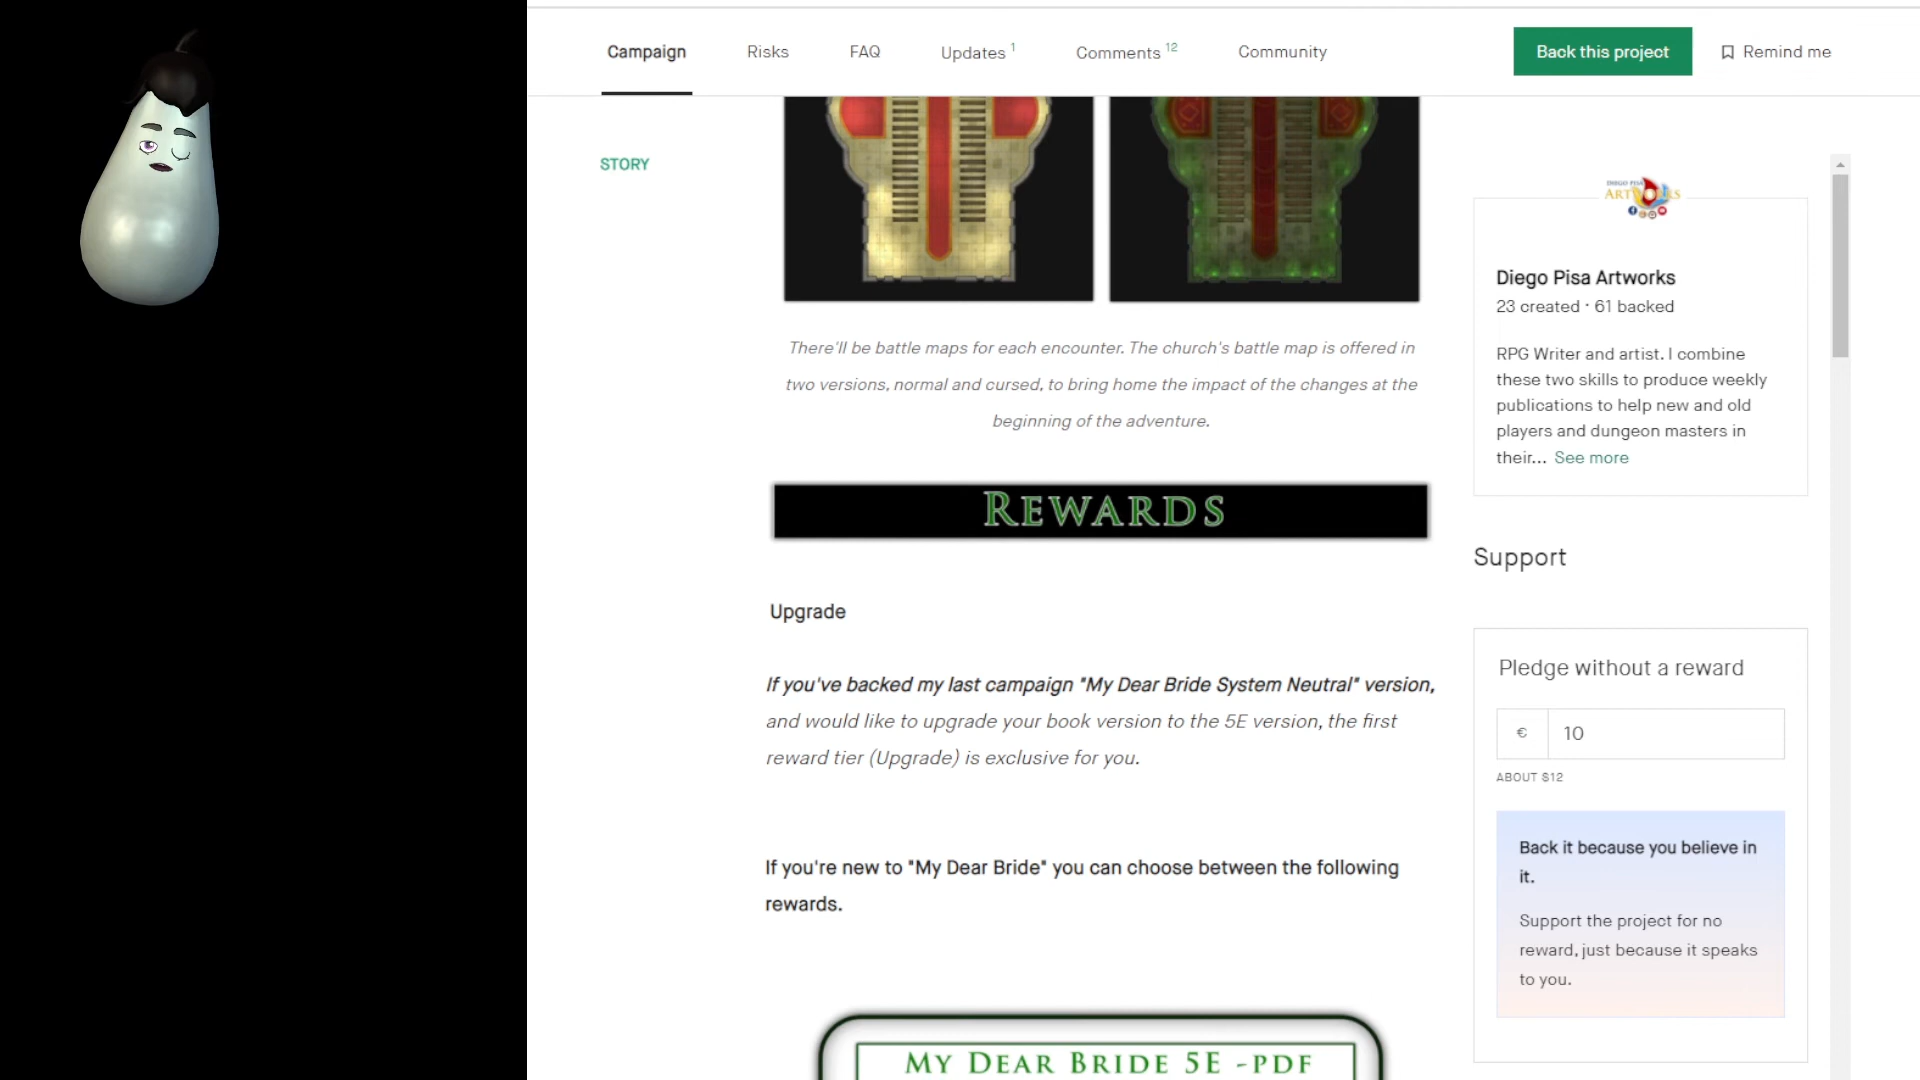 Campaign
Risks
FAQ
Updates 1
Comments 12
Community
Back this project
Remind me
STORY
There'll be battle maps for each encounter. The church's battle map is offered in
two versions, normal and cursed, to bring home the impact of the changes at the
beginning of the adventure.
REWARDS
Upgrade
If you've backed my last campaign "My Dear Bride System Neutral" version,
and would like to upgrade your book version to the 5E version, the first
reward tier (Upgrade) is exclusive for you.
If you're new to "My Dear Bride" you can choose between the following
rewards.
MY DEAR BRIDE 5E -PDF
DIEGO PISA
ARTWORKS
Diego Pisa Artworks
23 created · 61 backed
RPG Writer and artist. I combine
these two skills to produce weekly
publications to help new and old
players and dungeon masters in
their... See more
Support
Pledge without a reward
€ 10
ABOUT $12
Back it because you believe in
it.
Support the project for no
reward, just because it speaks
to you.